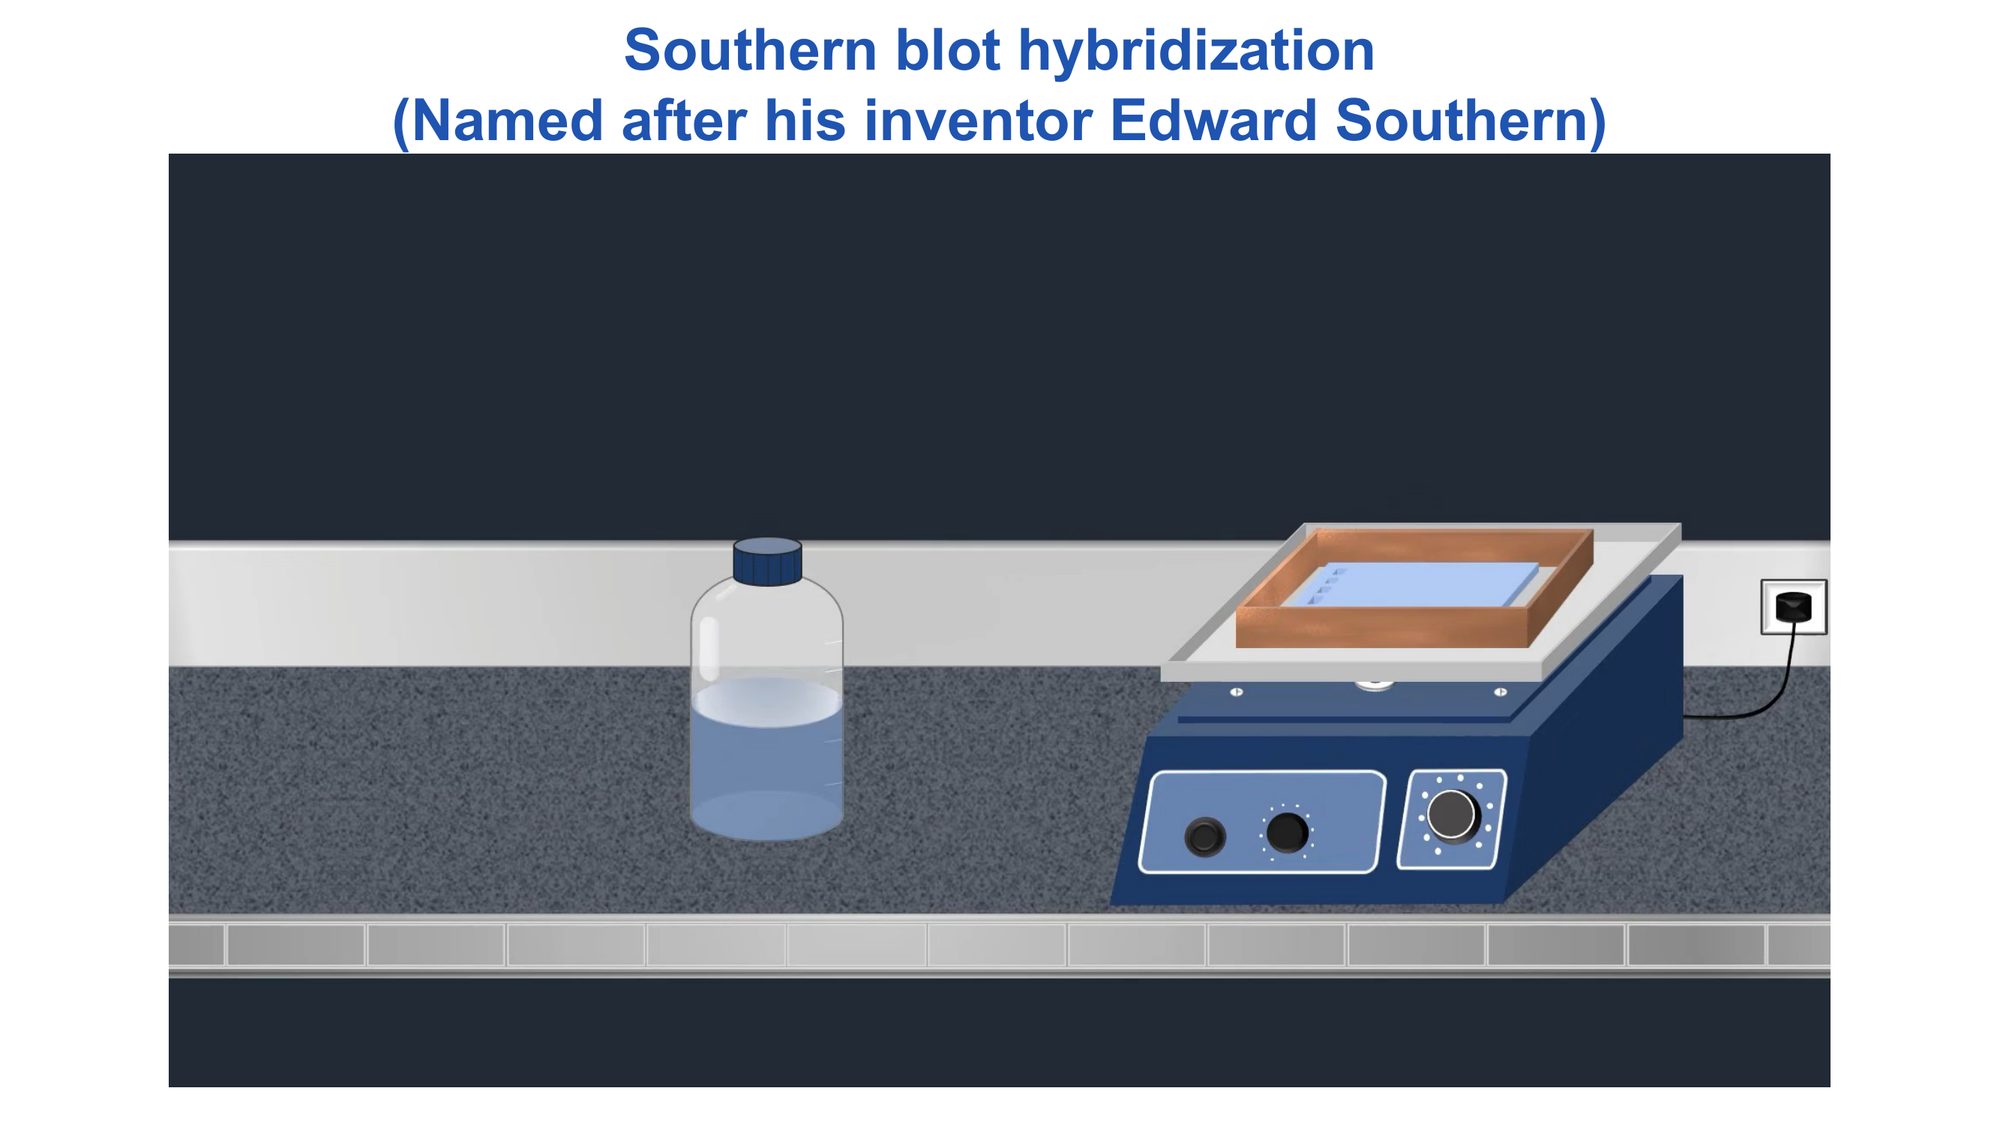 Southern blot hybridization
(Named after his inventor Edward Southern)